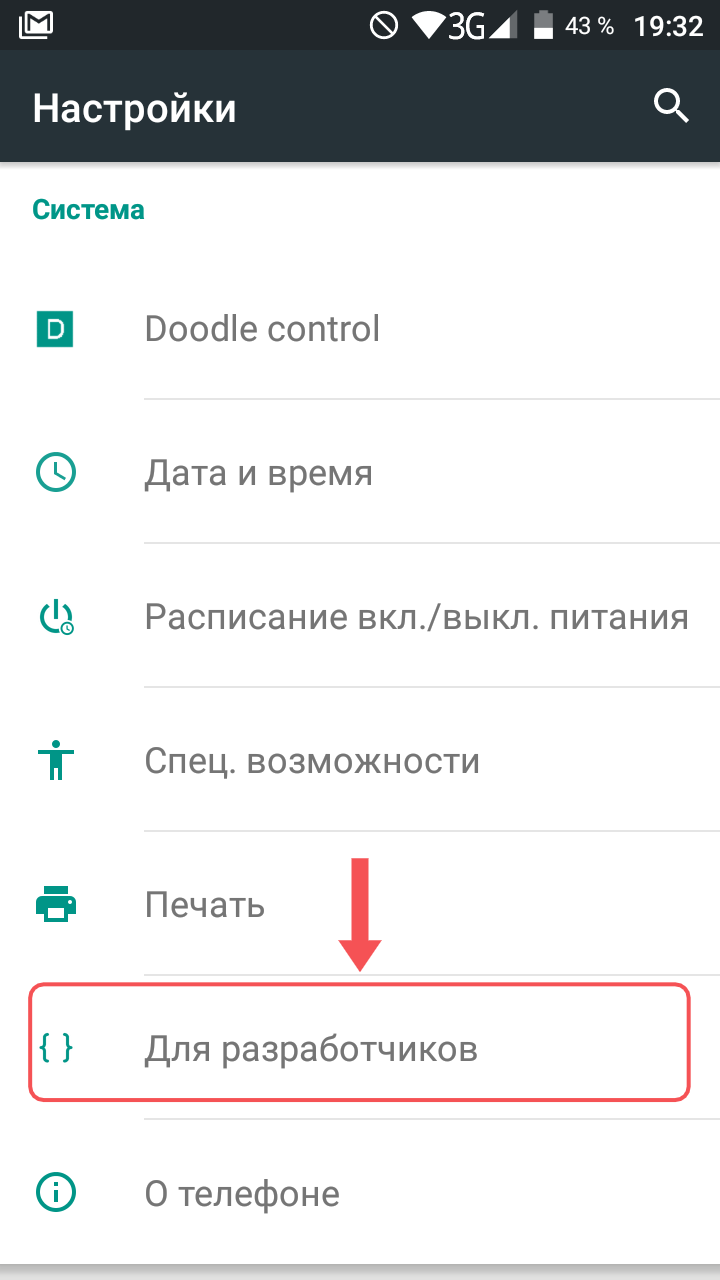 3G 43 % 19:32
Настройки
Система
D Doodle control
Дата и время
Расписание вкл./выкл. питания
Спец. возможности
Печать
{ } Для разработчиков
О телефоне